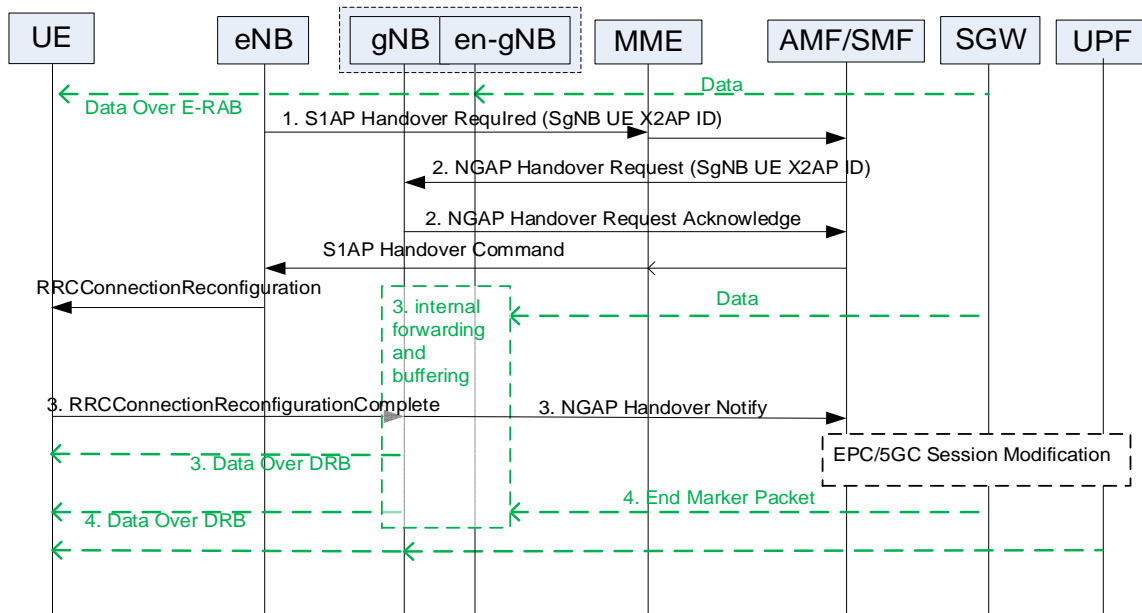 UE
eNB
gNB
en-gNB
MME
AMF/SMF
SGW
UPF
Data
Data Over E-RAB
1. S1AP Handover RequIred (SgNB UE X2AP ID)
2. NGAP Handover Request (SgNB UE X2AP ID)
2. NGAP Handover Request Acknowledge
S1AP Handover Command
RRCConnectionReconfiguration
3. internal
forwarding
and
buffering
Data
3. RRCConnectionReconfigurationComplete
3. NGAP Handover Notify
EPC/5GC Session Modification
3. Data Over DRB
4. End Marker Packet
4. Data Over DRB